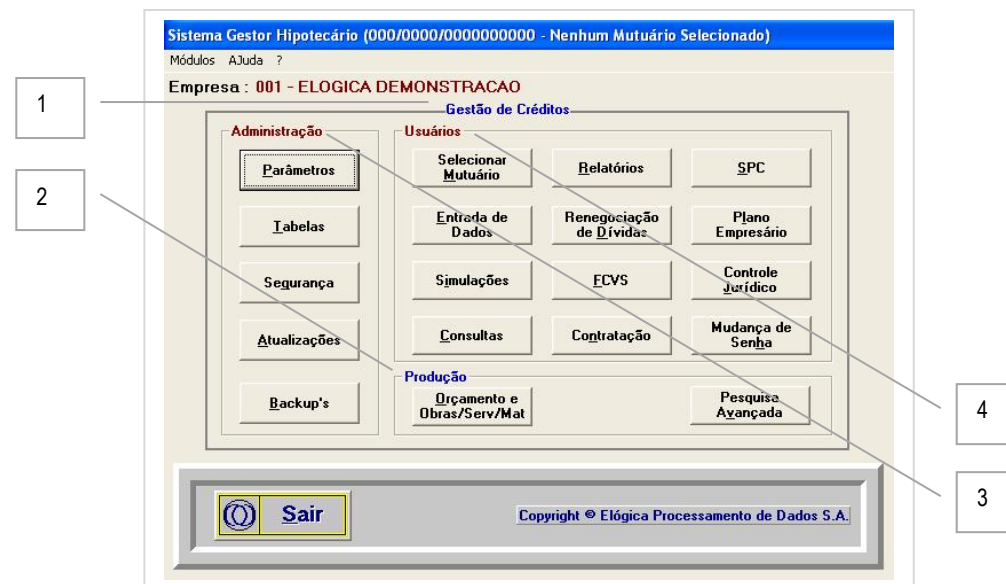 Sistema Gestor Hipotecário (000/0000/0000000000 - Nenhum Mutuário Selecionado)
Módulos AJuda ?
Empresa : 001 - ELOGICA DEMONSTRACAO
1
Gestão de Créditos
Administração
Usuários
Parâmetros
Selecionar
Mutuário
Relatórios
SPC
2
Tabelas
Entrada de
Dados
Renegociação
de Dívidas
Plano
Empresário
Segurança
Simulações
FCVS
Controle
Jurídico
Atualizações
Consultas
Contratação
Mudança de
Senha
Produção
Backup's
Orçamento e
Obras/Serv/Mat
Pesquisa
Avançada
4
3
Sair
Copyright © Elógica Processamento de Dados S.A.